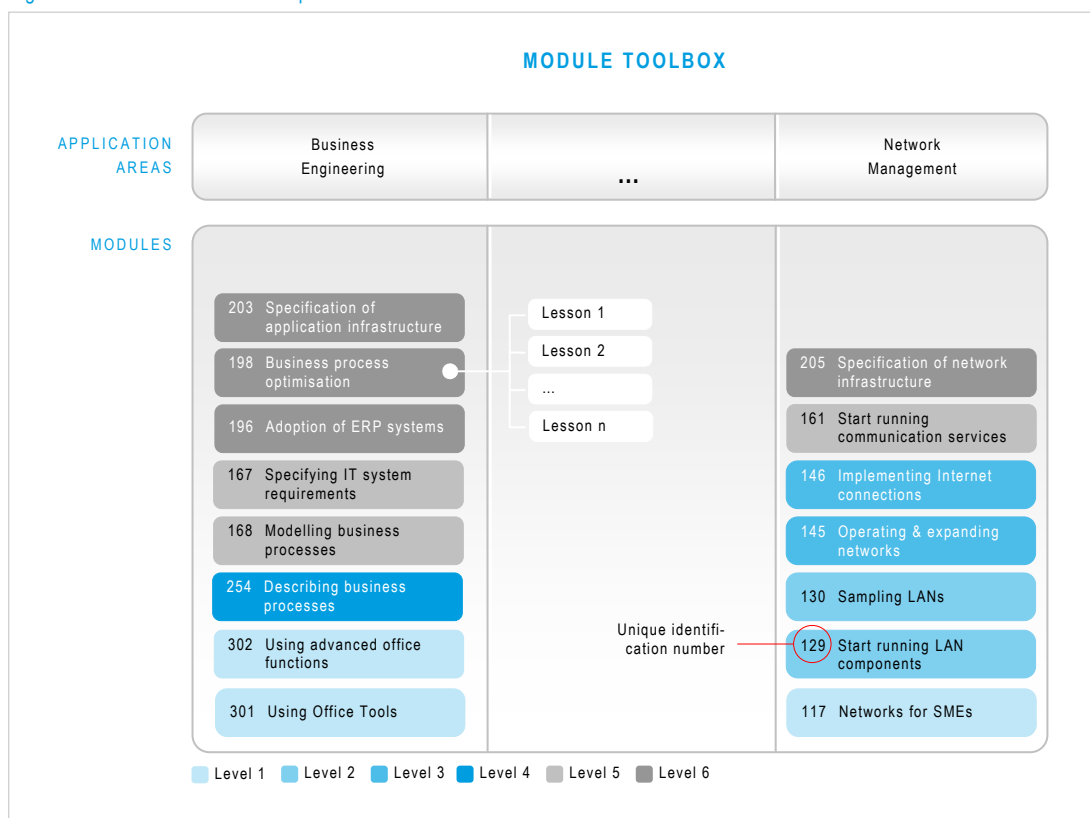 MODULE TOOLBOX
APPLICATION
AREAS
Business
Engineering
...
Network
Management
MODULES
203 Specification of
application infrastructure
198 Business process
optimisation
196 Adoption of ERP systems
167 Specifying IT system
requirements
168 Modelling business
processes
254 Describing business
processes
302 Using advanced office
functions
301 Using Office Tools
Lesson 1
Lesson 2
...
Lesson n
Unique identifi-
cation number
205 Specification of network
infrastructure
161 Start running
communication services
146 Implementing Internet
connections
145 Operating & expanding
networks
130 Sampling LANs
129 Start running LAN
components
117 Networks for SMEs
Level 1 Level 2 Level 3 Level 4 Level 5 Level 6